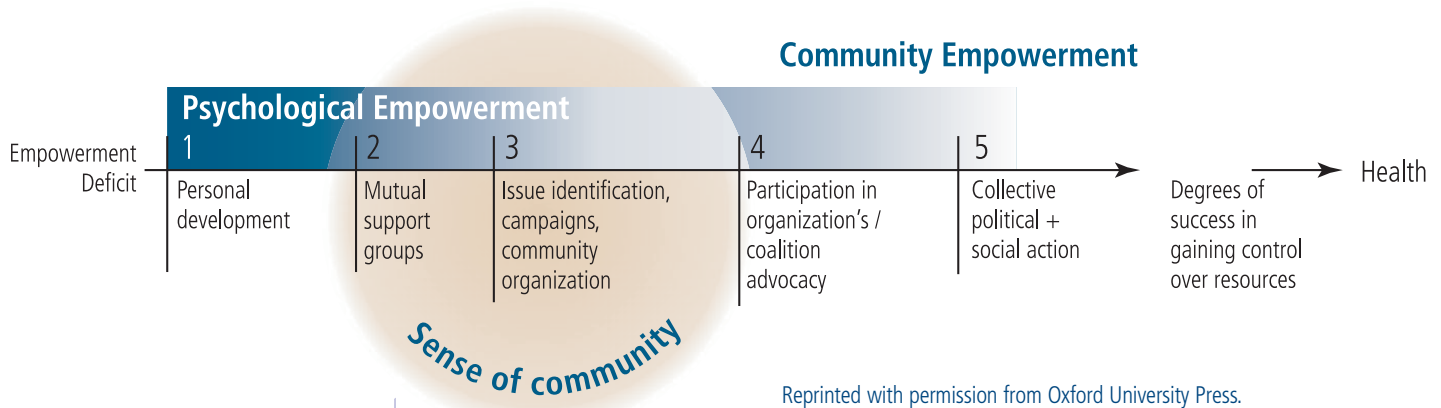 Community Empowerment
Psychological Empowerment
Empowerment
Deficit
1
Personal
development
2
Mutual
support
groups
3
Issue identification,
campaigns,
community
organization
4
Participation in
organization's /
coalition
advocacy
5
Collective
political +
social action
Degrees of
success in
gaining control
over resources
Health
Sense of community
Reprinted with permission from Oxford University Press.